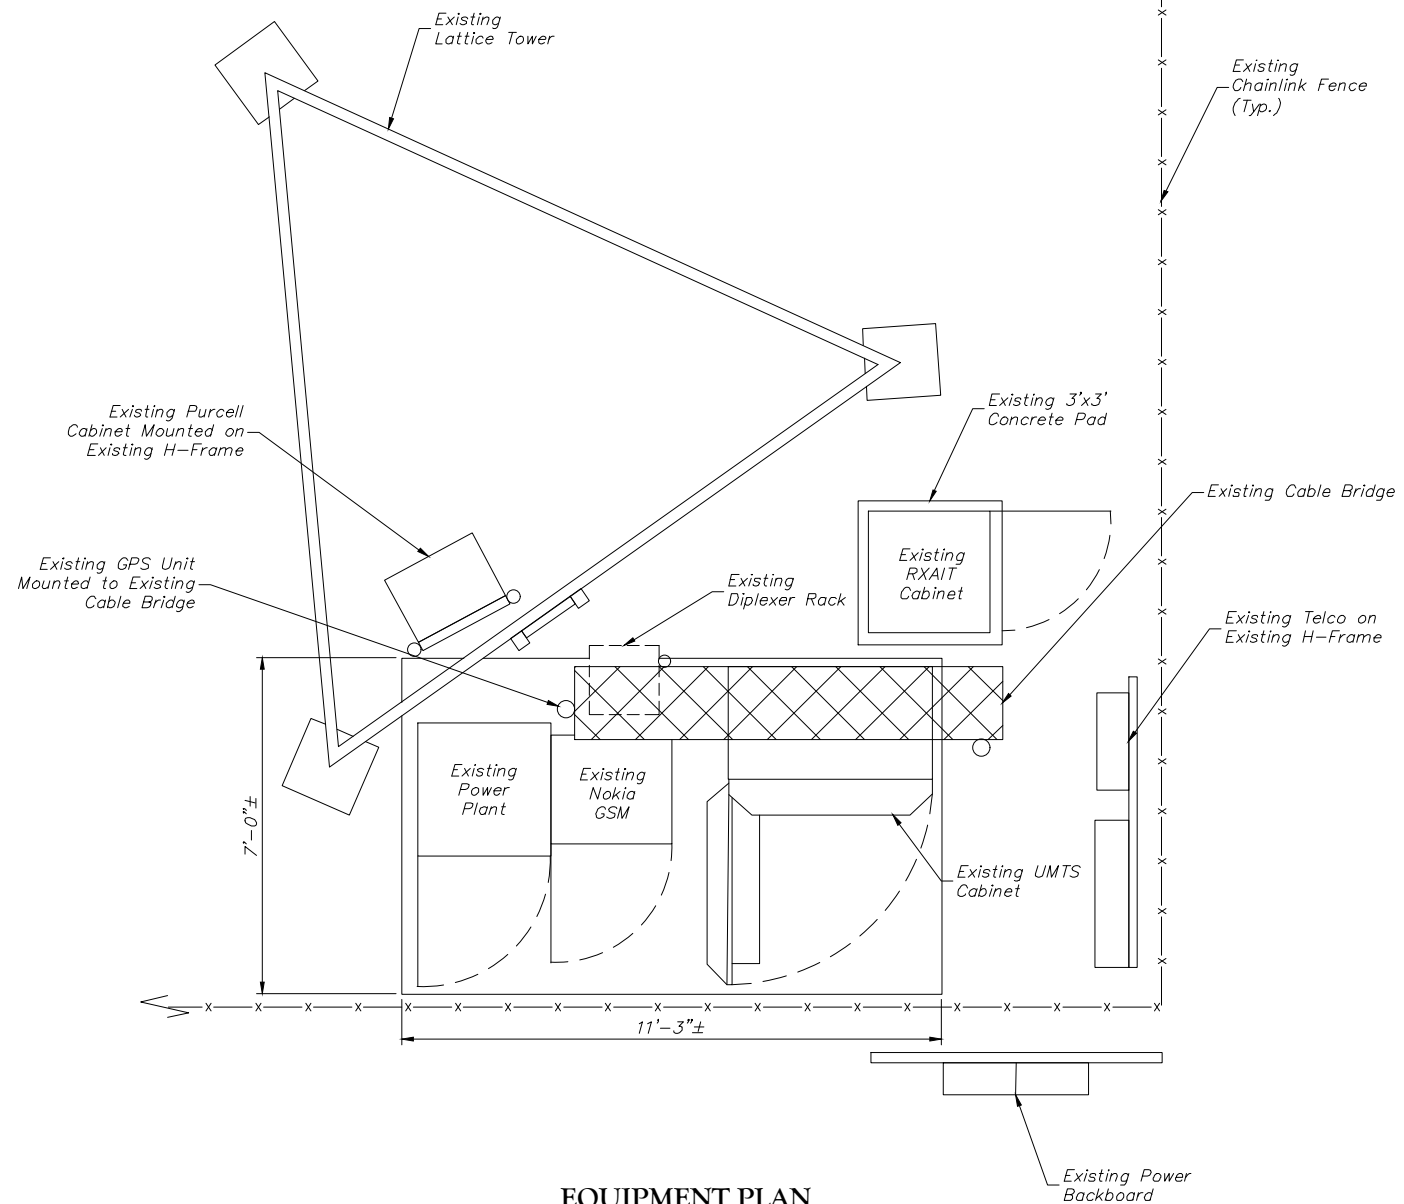 Existing
Lattice Tower
Existing
Chainlink Fence
(Typ.)
Existing Purcell
Cabinet Mounted on
Existing H-Frame
Existing 3'x3'
Concrete Pad
Existing Cable Bridge
Existing GPS Unit
Mounted to Existing
Cable Bridge
Existing
Diplexer Rack
Existing
RXAIT
Cabinet
Existing Telco on
Existing H-Frame
Existing
Power
Plant
Existing
Nokia
GSM
7'-0"±
Existing UMTS
Cabinet
11'-3"±
Existing Power
Backboard
EQUIPMENT PLAN